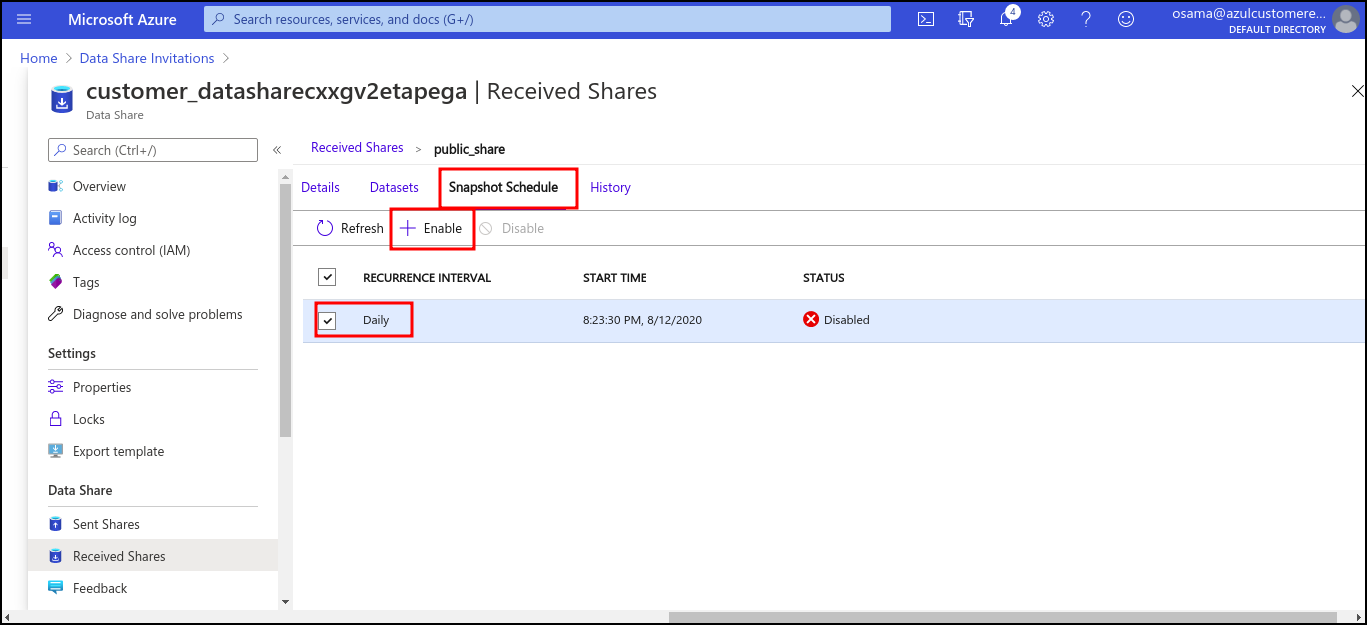 Microsoft Azure
Search resources, services, and docs (G+/)
4
osama@azulcustomere...
DEFAULT DIRECTORY
Home > Data Share Invitations >
customer_datasharecxxgv2etapega | Received Shares
Data Share
Search (Ctrl+/)
«
Overview
Activity log
Access control (IAM)
Tags
Diagnose and solve problems
Settings
Properties
Locks
Export template
Data Share
Sent Shares
Received Shares
Feedback
Received Shares > public_share
Details Datasets Snapshot Schedule History
Refresh Enable Disable
RECURRENCE INTERVAL START TIME STATUS
Daily 8:23:30 PM, 8/12/2020 Disabled